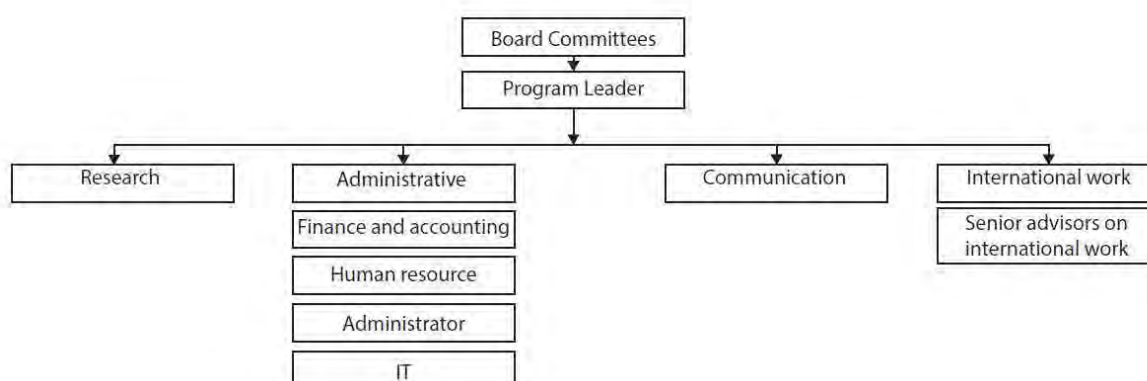 Board Committees
Program Leader
Research
Administrative
Communication
International work
Finance and accounting
Senior advisors on
international work
Human resource
Administrator
IT